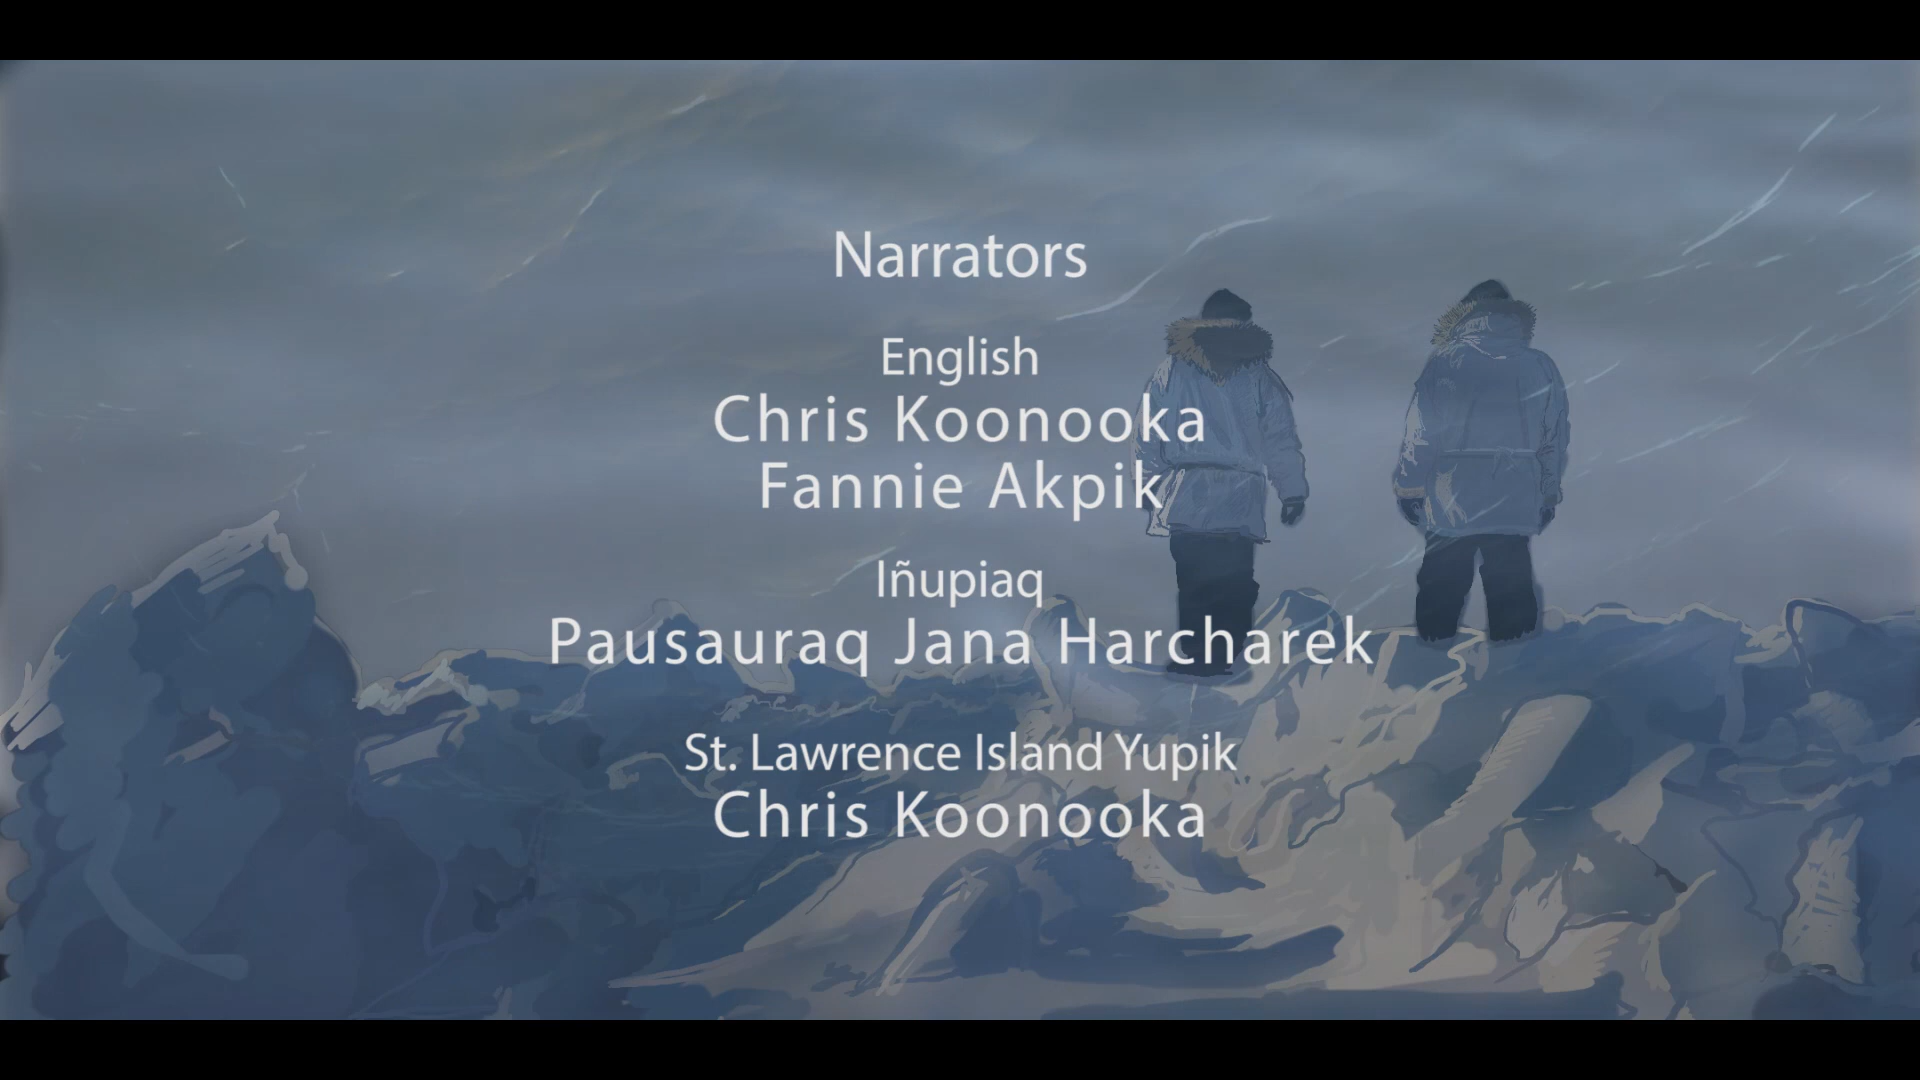 Narrators
English
Chris Koonooka
Fannie Akpik
Iñupiaq
Pausauraq Jana Harcharek
St. Lawrence Island Yupik
Chris Koonooka